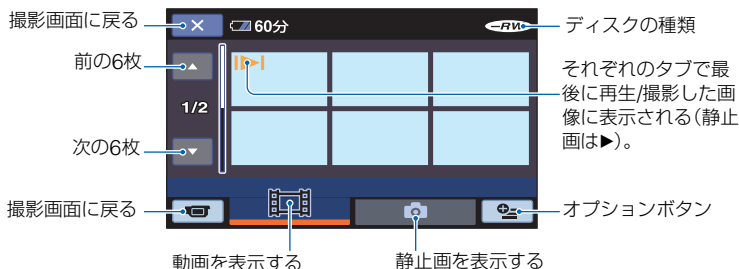 撮影画面に戻る
60分
-RW
ディスクの種類
前の6枚
それぞれのタブで最
後に再生/撮影した画
像に表示される(静止
画は▶)。
1/2
次の6枚
撮影画面に戻る
オプションボタン
動画を表示する
静止画を表示する